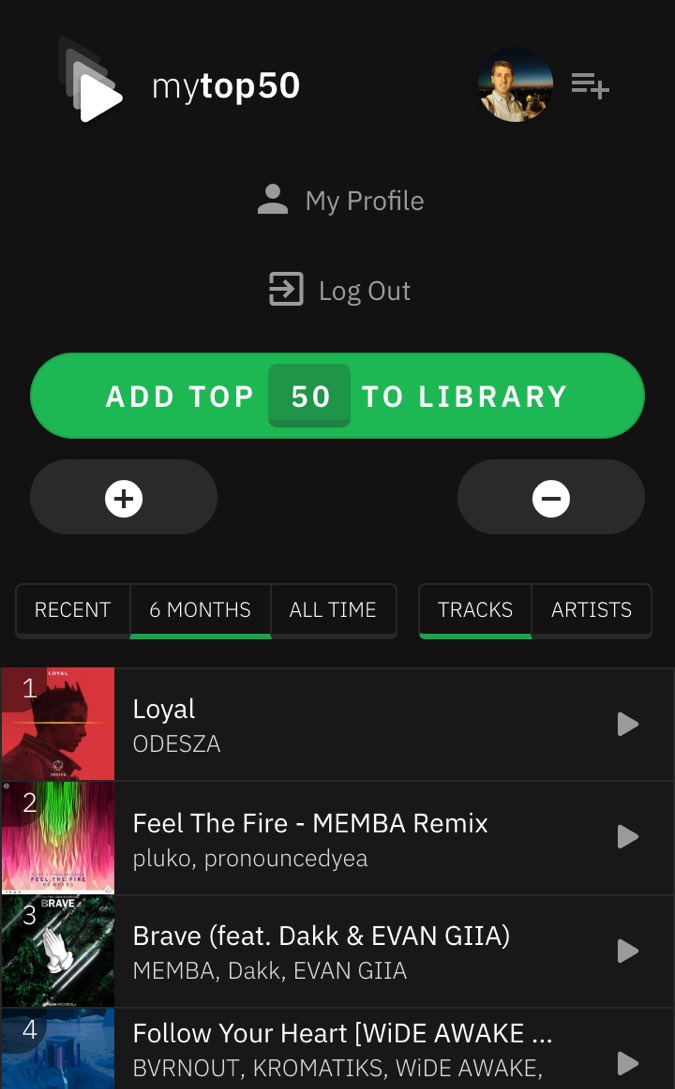 mytop50
My Profile
Log Out
ADD TOP 50 TO LIBRARY
RECENT 6 MONTHS ALL TIME TRACKS ARTISTS
1
LOYAL
ODESZA
Loyal
ODESZA
2
FEEL THE FIRE
REMIXES
Feel The Fire - MEMBA Remix
pluko, pronouncedyea
3
BRAVE
Brave (feat. Dakk & EVAN GIIA)
MEMBA, Dakk, EVAN GIIA
4
Follow Your Heart [WiDE AWAKE ...
BVRNOUT, KROMATIKS, WiDE AWAKE,